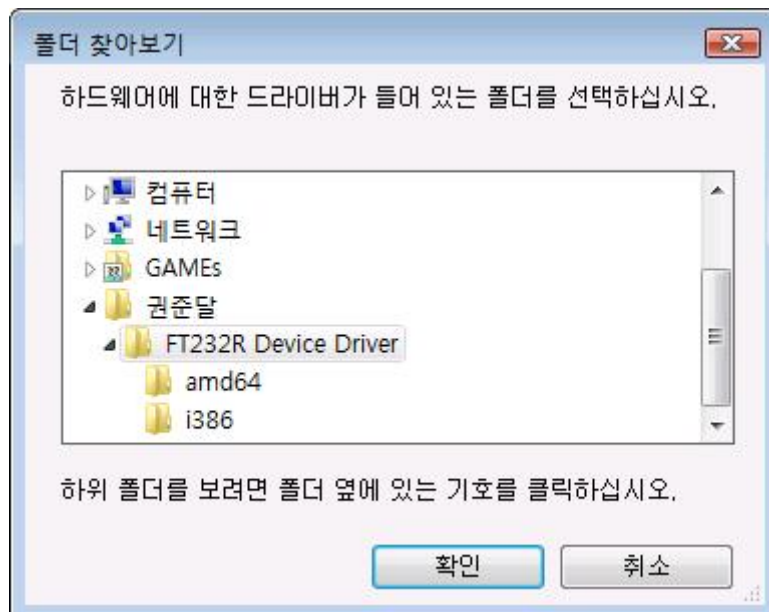 폴더 찾아보기
하드웨어에 대한 드라이버가 들어 있는 폴더를 선택하십시오.
컴퓨터
네트워크
GAMEs
권준달
FT232R Device Driver
amd64
i386
하위 폴더를 보려면 폴더 옆에 있는 기호를 클릭하십시오.
확인 취소